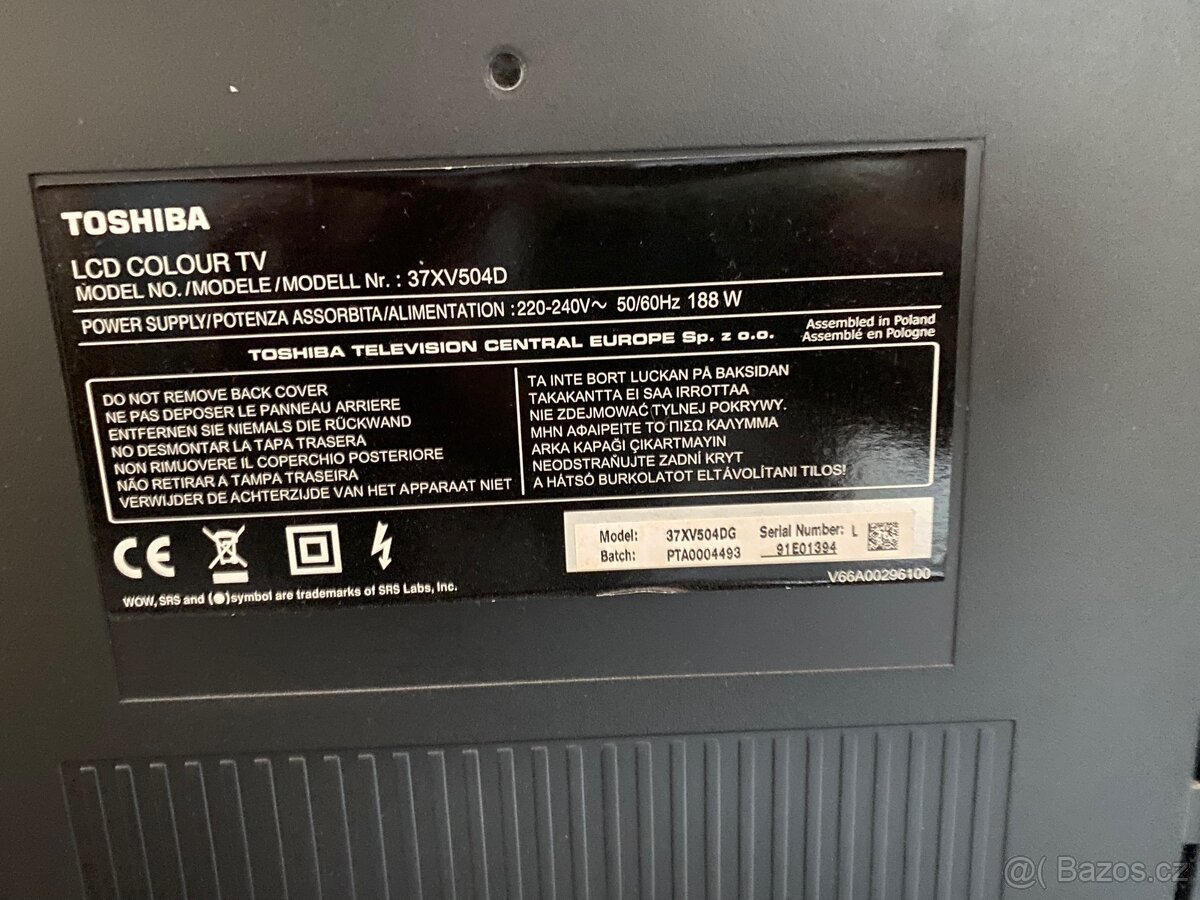 TOSHIBA
LCD COLOUR TV
MODEL NO./MODELE/MODELL Nr. : 37XV504D
POWER SUPPLY/POTENZA ASSORBITA/ALIMENTATION : 220-240V~ 50/60Hz 188 W
TOSHIBA TELEVISION CENTRAL EUROPE Sp. z o.o.
Assembled in Poland
Assemblé en Pologne
DO NOT REMOVE BACK COVER
NE PAS DEPOSER LE PANNEAU ARRIERE
ENTFERNEN SIE NIEMALS DIE RÜCKWAND
NO DESMONTAR LA TAPA TRASERA
NON RIMUOVERE IL COPERCHIO POSTERIORE
NÃO RETIRAR A TAMPA TRASEIRA
VERWIJDER DE ACHTERZIJDE VAN HET APPARAAT NIET
TA INTE BORT LUCKAN PÅ BAKSIDAN
TAKAKANTTA EI SAA IRROTTAA
NIE ZDEJMOWAĆ TYLNEJ POKRYWY.
ΜΗΝ ΑΦΑΙΡΕΙΤΕ ΤΟ ΠΙΣΩ ΚΑΛΥΜΜΑ
ARKA KAPAĞI ÇIKARTMAYIN
NEODSTRAŇUJTE ZADNÍ KRYT
A HÁTSÓ BURKOLATOT ELTÁVOLÍTANI TILOS!
CE
WOW, SRS and (●) symbol are trademarks of SRS Labs, Inc.
Model: 37XV504DG Serial Number: L
Batch: PTA0004493 91E01394
V66A00296100
@( Bazos.cz